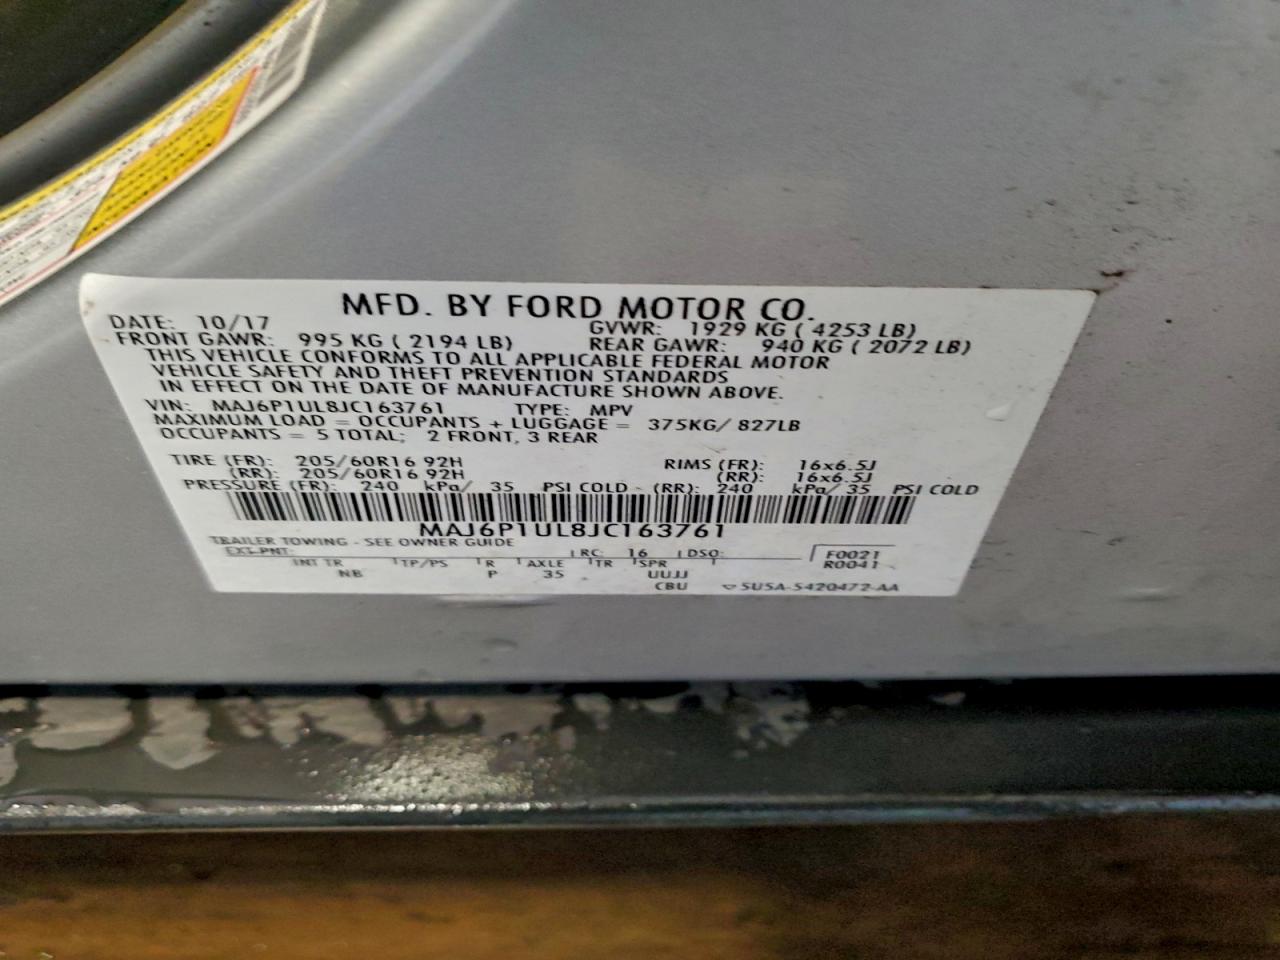 MFD. BY FORD MOTOR CO.
DATE: 10/17 GVWR: 1929 KG ( 4253 LB)
FRONT GAWR: 995 KG ( 2194 LB) REAR GAWR: 940 KG ( 2072 LB)
THIS VEHICLE CONFORMS TO ALL APPLICABLE FEDERAL MOTOR
VEHICLE SAFETY AND THEFT PREVENTION STANDARDS
IN EFFECT ON THE DATE OF MANUFACTURE SHOWN ABOVE.
VIN: MAJ6P1UL8JC163761 TYPE: MPV
MAXIMUM LOAD = OCCUPANTS + LUGGAGE = 375KG/ 827LB
OCCUPANTS = 5 TOTAL; 2 FRONT, 3 REAR
TIRE (FR): 205/60R16 92H RIMS (FR): 16x6.5J
(RR): 205/60R16 92H (RR): 16x6.5J
PRESSURE (FR): 240 kPa/ 35 PSI COLD - (RR): 240 kPa/ 35 PSI COLD
MAJ6P1UL8JC163761
TRAILER TOWING - SEE OWNER GUIDE
EXT PNT: RC: 16 DSO: F0021
R0041
INT TR TP/PS R AXLE TR SPR
NB P 35 UUJJ
CBU 5U5A-5420472-AA